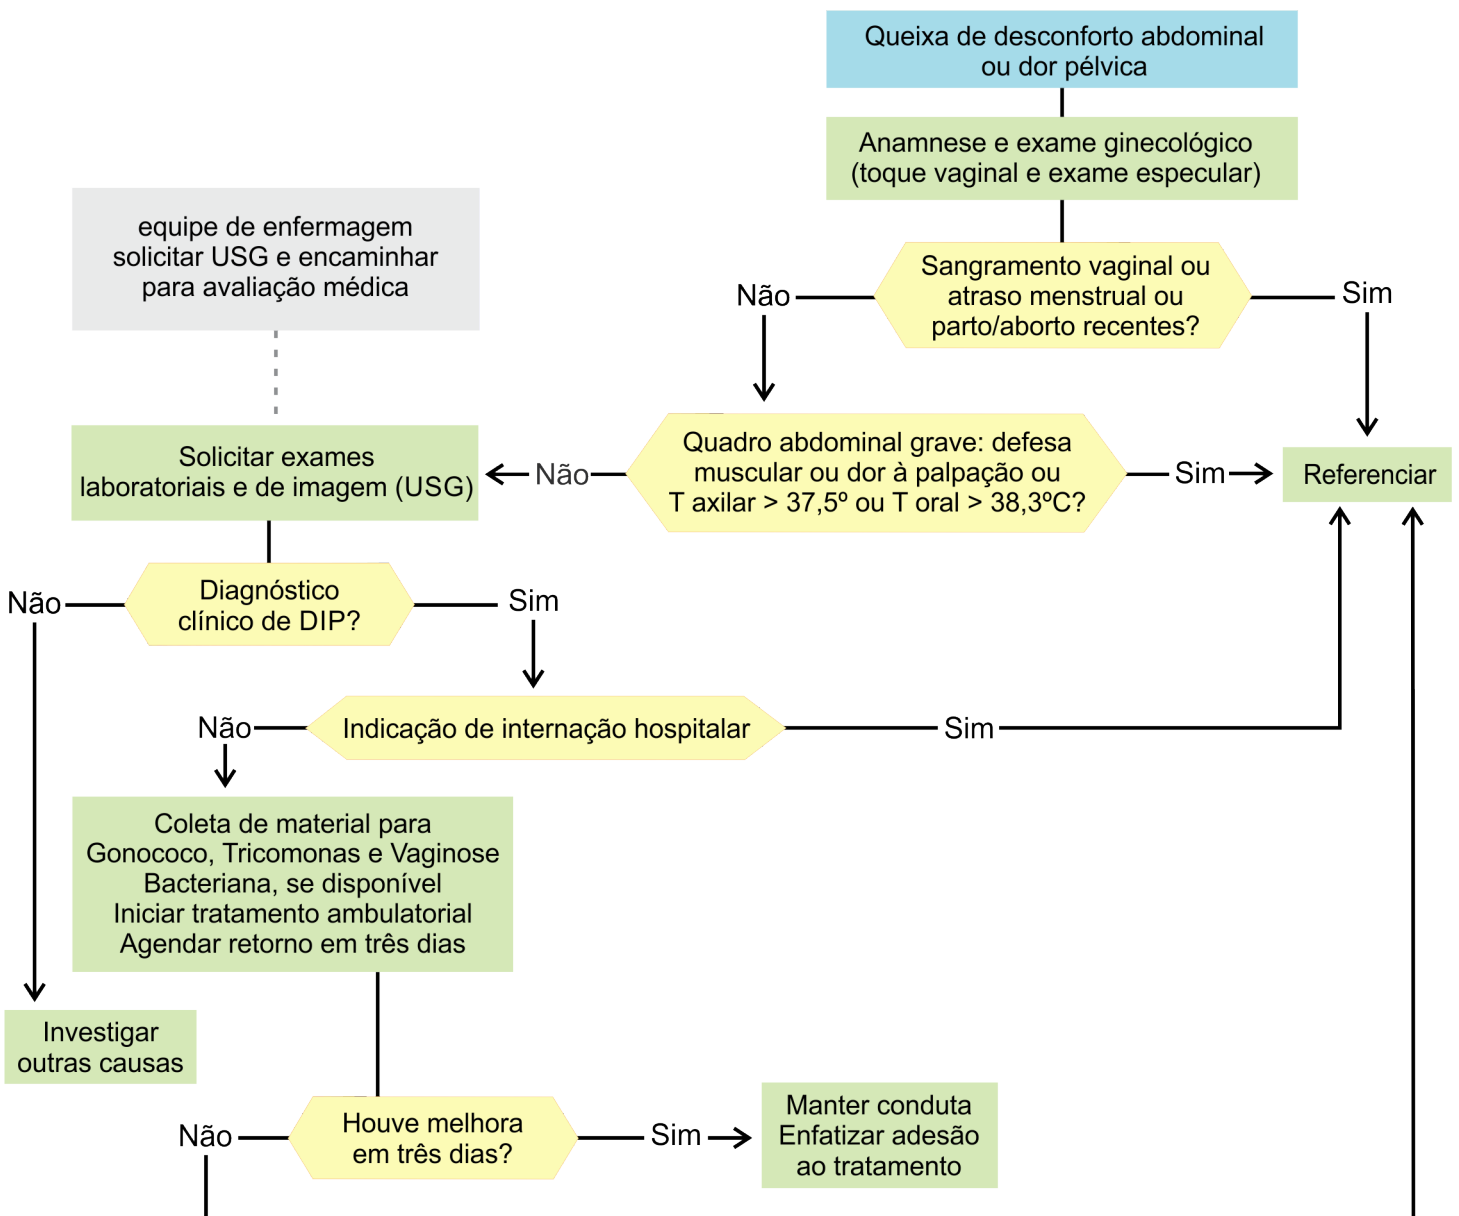 Queixa de desconforto abdominal
ou dor pélvica
Anamnese e exame ginecológico
(toque vaginal e exame especular)
equipe de enfermagem
solicitar USG e encaminhar
para avaliação médica
Sangramento vaginal ou
atraso menstrual ou
parto/aborto recentes?
Não
Sim
Quadro abdominal grave: defesa
muscular ou dor à palpação ou
T axilar > 37,5º ou T oral > 38,3ºC?
Não
Sim
Referenciar
Solicitar exames
laboratoriais e de imagem (USG)
Diagnóstico
clínico de DIP?
Não
Sim
Indicação de internação hospitalar
Não
Sim
Coleta de material para
Gonococo, Tricomonas e Vaginose
Bacteriana, se disponível
Iniciar tratamento ambulatorial
Agendar retorno em três dias
Investigar
outras causas
Houve melhora
em três dias?
Não
Sim
Manter conduta
Enfatizar adesão
ao tratamento